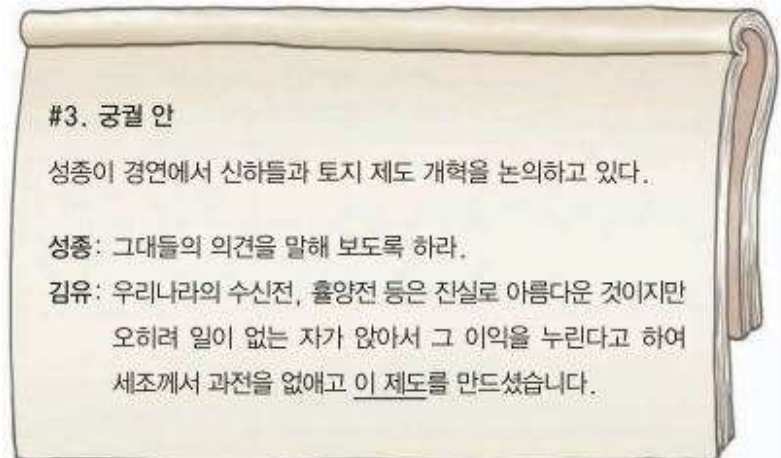 #3. 궁궐 안
성종이 경연에서 신하들과 토지 제도 개혁을 논의하고 있다.
성종: 그대들의 의견을 말해 보도록 하라.
김유: 우리나라의 수신전, 휼양전 등은 진실로 아름다운 것이지만
오히려 일이 없는 자가 앉아서 그 이익을 누린다고 하여
세조께서 과전을 없애고 이 제도를 만드셨습니다.